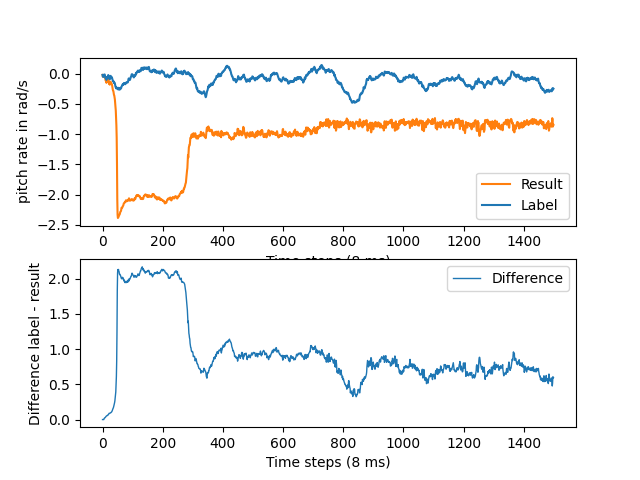 pitch rate in rad/s
0.0
−0.5
−1.0
−1.5
−2.0
−2.5
Result
Label
0 200 400 600 800 1000 1200 1400
Time steps (8 ms)
Difference label - result
2.0
1.5
1.0
0.5
0.0
Difference
0 200 400 600 800 1000 1200 1400
Time steps (8 ms)